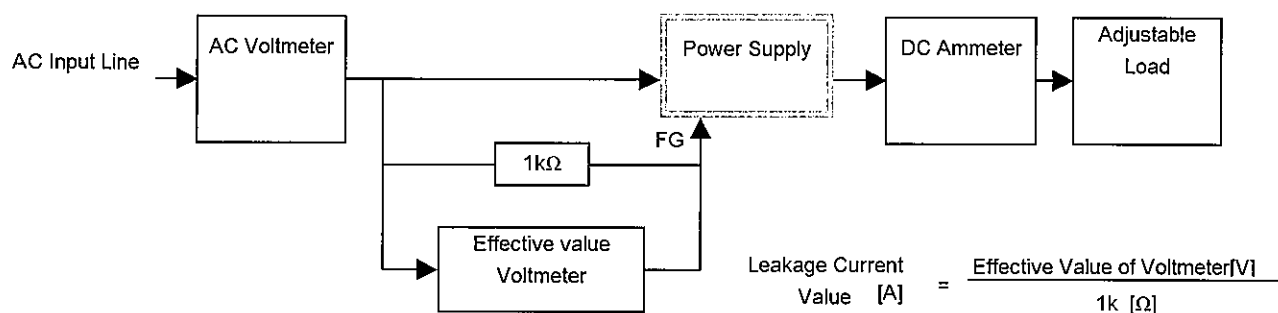 AC Input Line
AC Voltmeter
Power Supply
DC Ammeter
Adjustable
Load
FG
1kΩ
Effective value
Voltmeter
Leakage Current
Value [A]
=
Effective Value of Voltmeter[V]
1k [Ω]